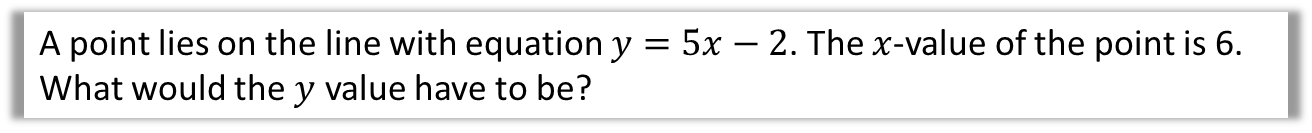 A point lies on the line with equation y = 5x − 2. The x-value of the point is 6.
What would the y value have to be?